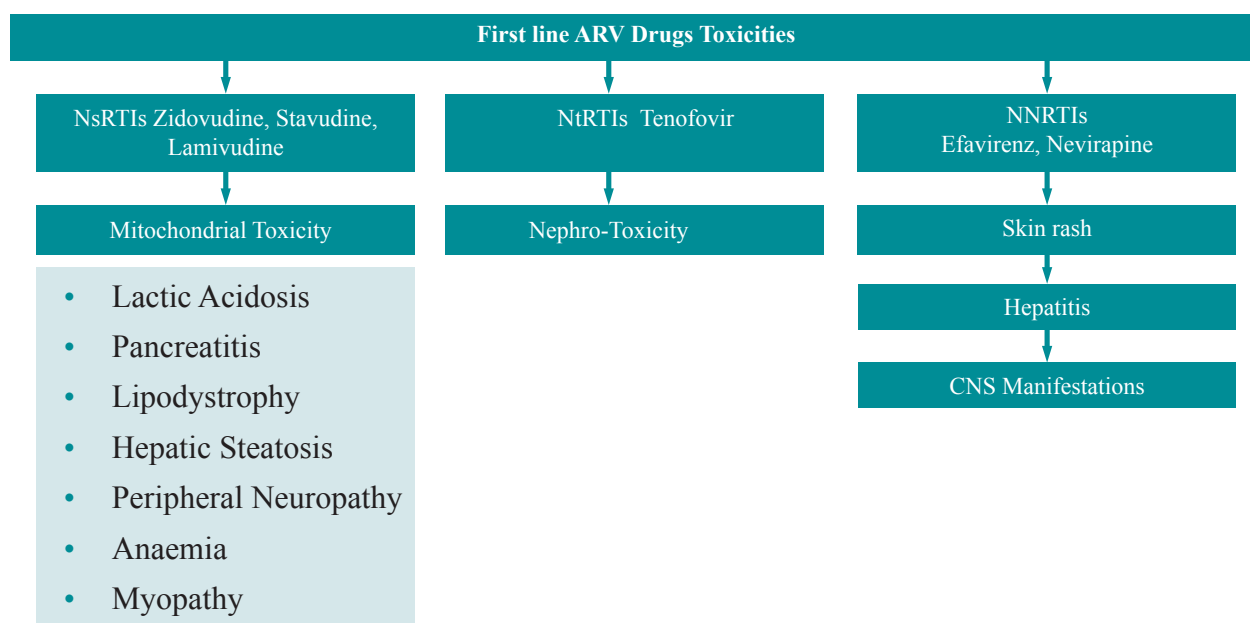 First line ARV Drugs Toxicities
NsRTIs Zidovudine, Stavudine,
Lamivudine
Mitochondrial Toxicity
• Lactic Acidosis
• Pancreatitis
• Lipodystrophy
• Hepatic Steatosis
• Peripheral Neuropathy
• Anaemia
• Myopathy
NtRTIs Tenofovir
Nephro-Toxicity
NNRTIs
Efavirenz, Nevirapine
Skin rash
Hepatitis
CNS Manifestations